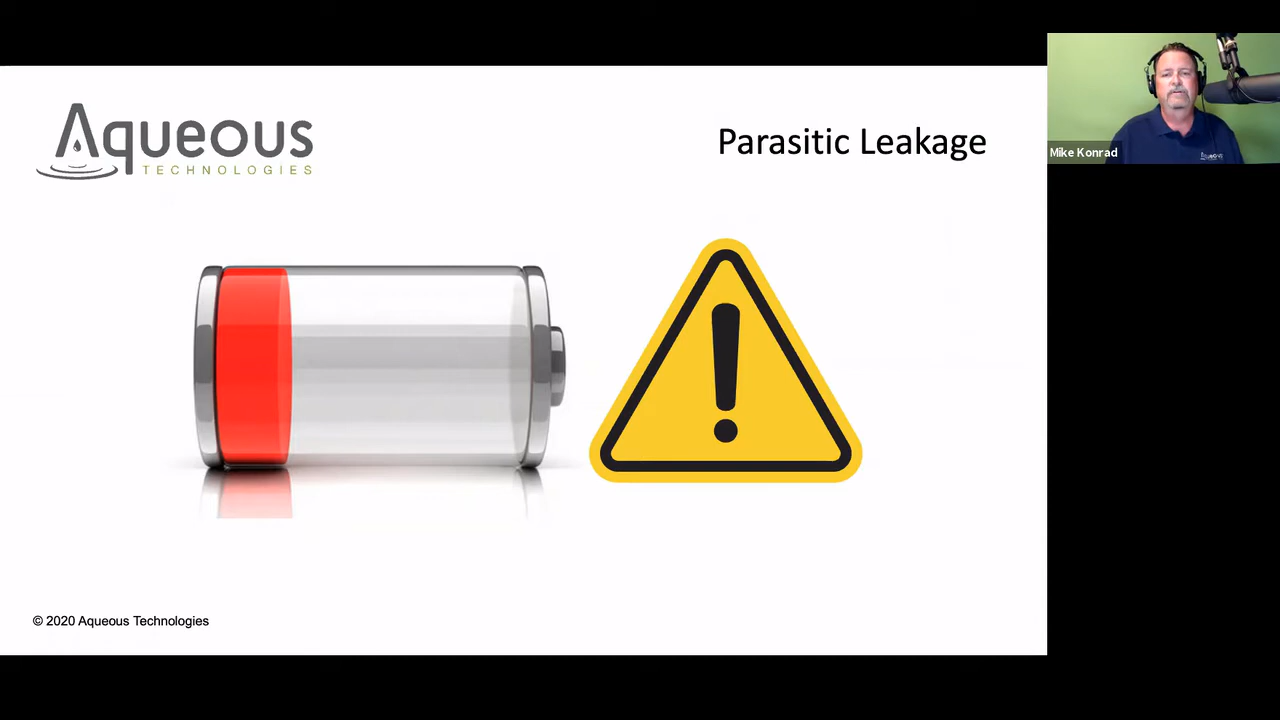 Aqueous
TECHNOLOGIES
Parasitic Leakage
Mike Konrad
© 2020 Aqueous Technologies